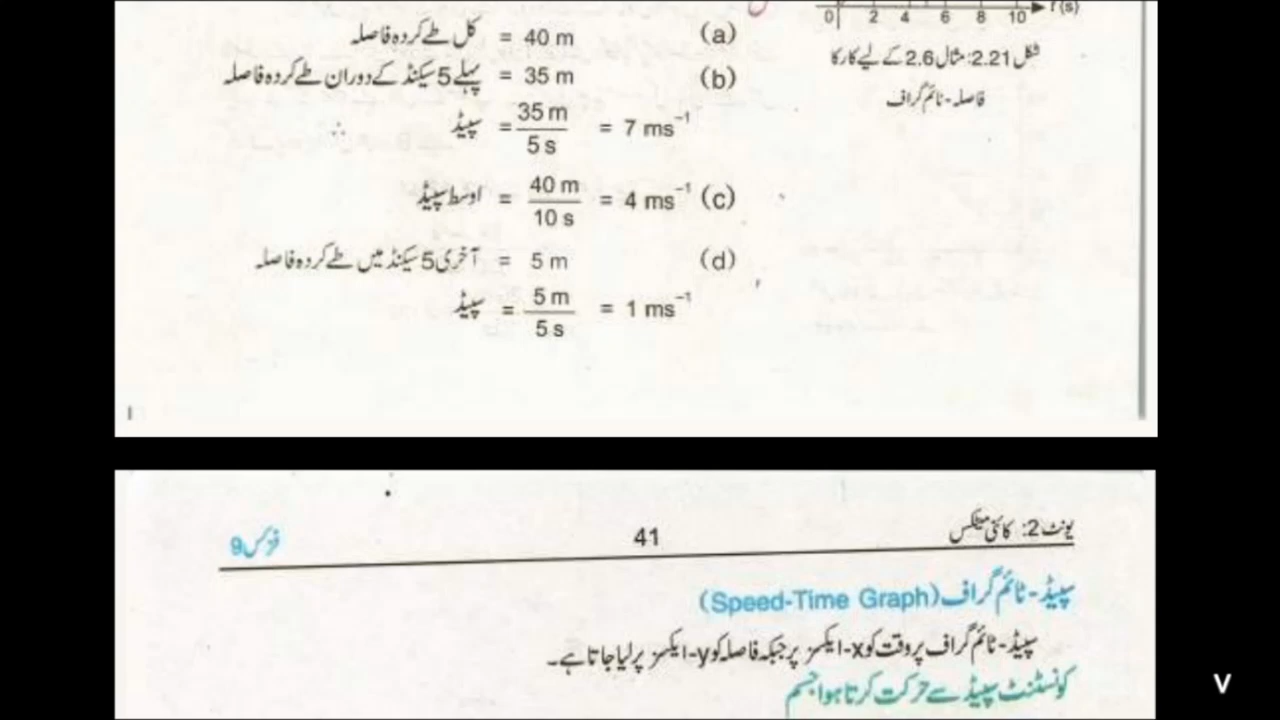 0 2 4 6 8 10 t (s)
شکل 2.21: مثال 2.6 کے لیے کار کا
فاصلہ - ٹائم گراف
(a) کل طے کردہ فاصلہ = 40 m
(b) پہلے 5 سیکنڈ کے دوران طے کردہ فاصلہ = 35 m
∴ سپیڈ = 35 m / 5 s = 7 ms⁻¹
(c) اوسط سپیڈ = 40 m / 10 s = 4 ms⁻¹
(d) آخری 5 سیکنڈ میں طے کردہ فاصلہ = 5 m
سپیڈ = 5 m / 5 s = 1 ms⁻¹
یونٹ 2: کائنی میٹکس 41 فزکس 9
سپیڈ - ٹائم گراف (Speed-Time Graph)
سپیڈ - ٹائم گراف پر وقت کو x-ایکسز پر جبکہ فاصلہ کو y-ایکسز پر لیا جاتا ہے۔
کونسٹنٹ سپیڈ سے حرکت کرتا ہوا جسم
V